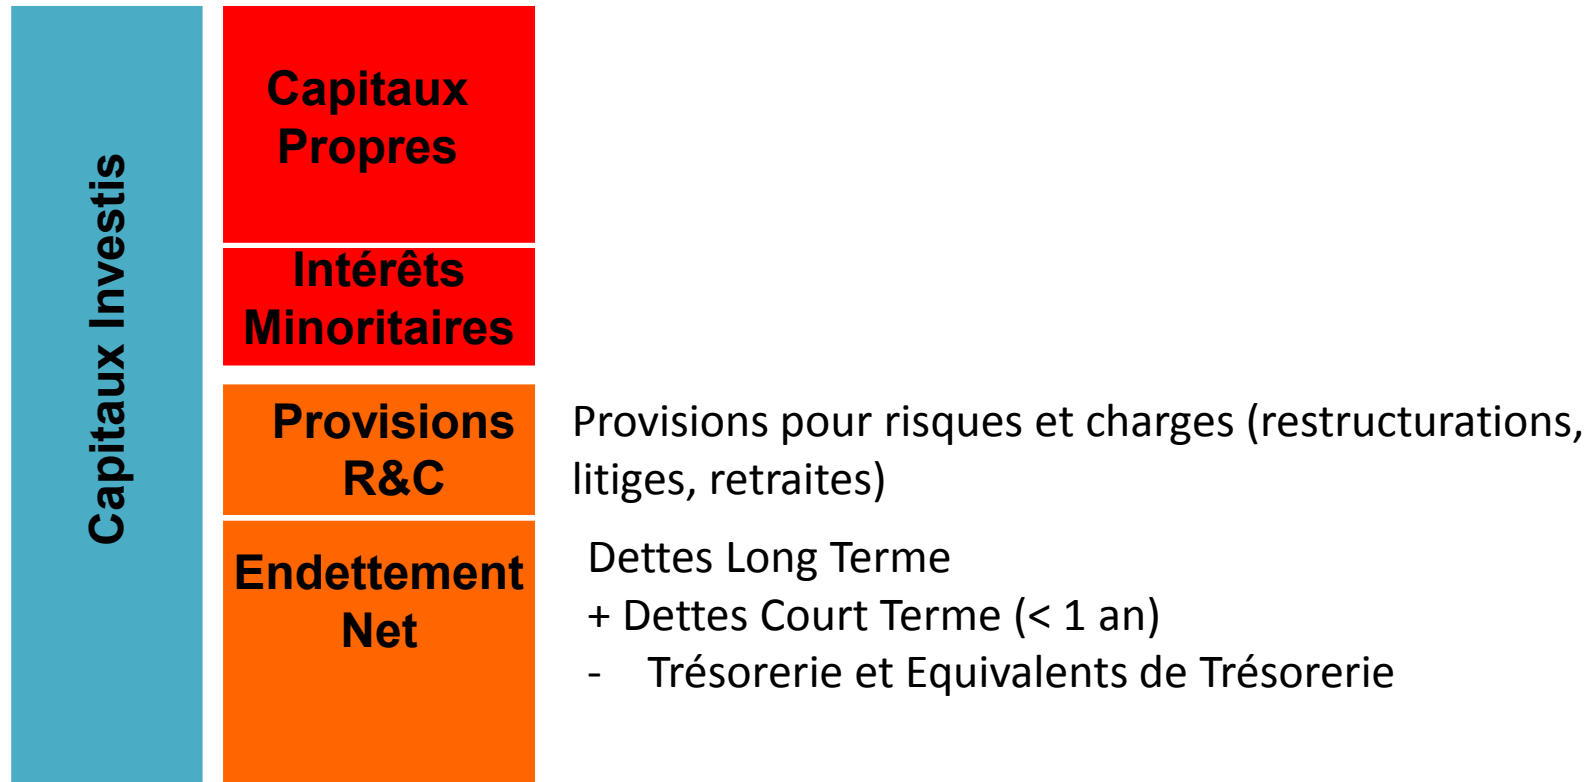 Capitaux Investis
Capitaux
Propres
Intérêts
Minoritaires
Provisions
R&C
Provisions pour risques et charges (restructurations,
litiges, retraites)
Endettement
Net
Dettes Long Terme
+ Dettes Court Terme (< 1 an)
- Trésorerie et Equivalents de Trésorerie